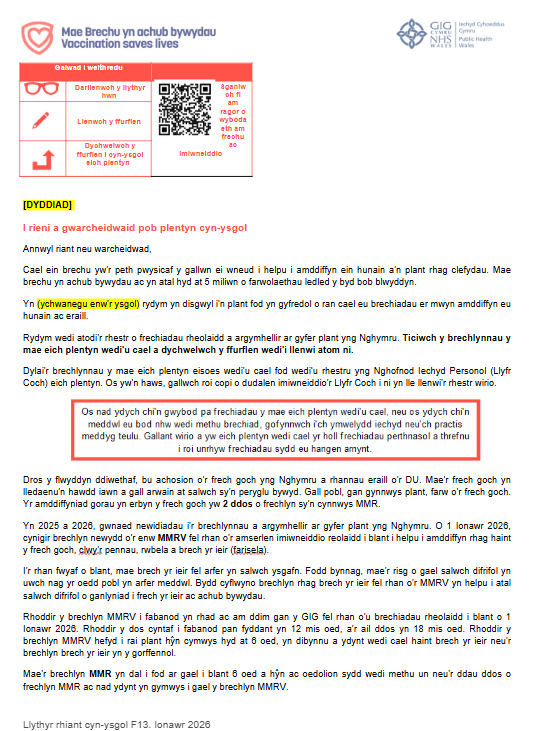 Mae Brechu yn achub bywydau
Vaccination saves lives
GIG
CYMRU
NHS
WALES
Iechyd Cyhoeddus
Cymru
Public Health
Wales
Galwad i weithredu
Darllenwch y llythyr
hwn
Llenwch y ffurflen
Dychwelwch y
ffurflen i cyn-ysgol
eich plentyn
Sganiw
ch fi
am
ragor o
wyboda
eth am
frechu
ac
imiwneiddio
[DYDDIAD]
I rieni a gwarcheidwaid pob plentyn cyn-ysgol
Annwyl riant neu warcheidwad,
Cael ein brechu yw'r peth pwysicaf y gallwn ei wneud i helpu i amddiffyn ein hunain a'n plant rhag clefydau. Mae
brechu yn achub bywydau ac yn atal hyd at 5 miliwn o farwolaethau ledled y byd bob blwyddyn.
Yn (ychwanegu enw'r ysgol) rydym yn disgwyl i'n plant fod yn gyfredol o ran cael eu brechiadau er mwyn amddiffyn eu
hunain ac eraill.
Rydym wedi atodi'r rhestr o frechiadau rheolaidd a argymhellir ar gyfer plant yng Nghymru. Ticiwch y brechlynnau y
mae eich plentyn wedi'u cael a dychwelwch y ffurflen wedi'i llenwi atom ni.
Dylai'r brechlynnau y mae eich plentyn eisoes wedi'u cael fod wedi'u rhestru yng Nghofnod Iechyd Personol (Llyfr
Coch) eich plentyn. Os yw'n haws, gallwch roi copi o dudalen imiwneiddio'r Llyfr Coch i ni yn lle llenwi'r rhestr wirio.
Os nad ydych chi'n gwybod pa frechiadau y mae eich plentyn wedi'u cael, neu os ydych chi'n
meddwl eu bod nhw wedi methu brechiad, gofynnwch i'ch ymwelydd iechyd neu'ch practis
meddyg teulu. Gallant wirio a yw eich plentyn wedi cael yr holl frechiadau perthnasol a threfnu
i roi unrhyw frechiadau sydd eu hangen arnynt.
Dros y flwyddyn ddiwethaf, bu achosion o'r frech goch yng Nghymru a rhannau eraill o'r DU. Mae'r frech goch yn
lledaenu'n hawdd iawn a gall arwain at salwch sy'n peryglu bywyd. Gall pobl, gan gynnwys plant, farw o'r frech goch.
Yr amddiffyniad gorau yn erbyn y frech goch yw 2 ddos o frechlyn sy'n cynnwys MMR.
Yn 2025 a 2026, gwnaed newidiadau i'r brechlynnau a argymhellir ar gyfer plant yng Nghymru. O 1 Ionawr 2026,
cynigir brechlyn newydd o'r enw MMRV fel rhan o'r amserlen imiwneiddio reolaidd i blant i helpu i amddiffyn rhag haint
y frech goch, clwy'r pennau, rwbela a brech yr ieir (farisela).
I'r rhan fwyaf o blant, mae brech yr ieir fel arfer yn salwch ysgafn. Fodd bynnag, mae'r risg o gael salwch difrifol yn
uwch nag yr oedd pobl yn arfer meddwl. Bydd cyflwyno brechlyn rhag brech yr ieir fel rhan o'r MMRV yn helpu i atal
salwch difrifol o ganlyniad i frech yr ieir ac achub bywydau.
Rhoddir y brechlyn MMRV i fabanod yn rhad ac am ddim gan y GIG fel rhan o'u brechiadau rheolaidd i blant o 1
Ionawr 2026. Rhoddir y dos cyntaf i fabanod pan fyddant yn 12 mis oed, a'r ail ddos yn 18 mis oed. Rhoddir y
brechlyn MMRV hefyd i rai plant hŷn cymwys hyd at 6 oed, yn dibynnu a ydynt wedi cael haint brech yr ieir neu'r
brechlyn brech yr ieir yn y gorffennol.
Mae'r brechlyn MMR yn dal i fod ar gael i blant 6 oed a hŷn ac oedolion sydd wedi methu un neu'r ddau ddos o
frechlyn MMR ac nad ydynt yn gymwys i gael y brechlyn MMRV.
Llythyr rhiant cyn-ysgol F13. Ionawr 2026